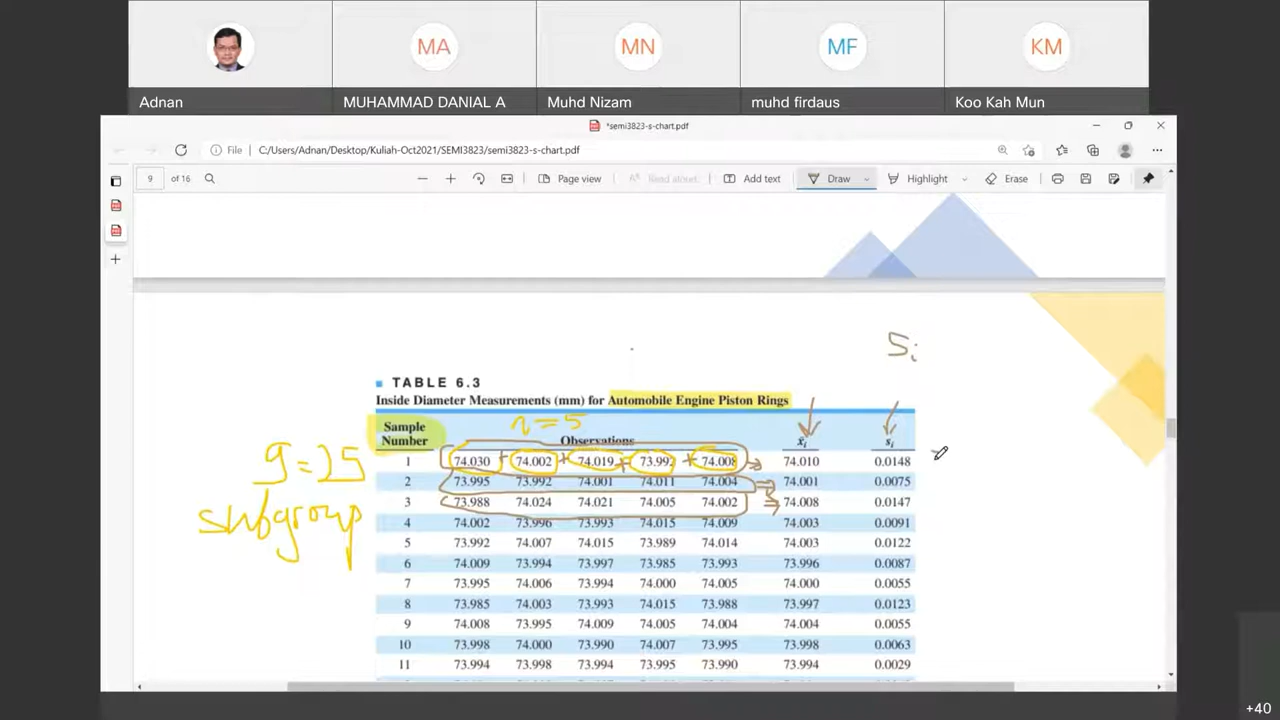 MA
MN
MF
KM
Adnan
MUHAMMAD DANIAL A
Muhd Nizam
muhd firdaus
Koo Kah Mun
*semi3823-s-chart.pdf
File
C:/Users/Adnan/Desktop/Kuliah-Oct2021/SEMI3823/semi3823-s-chart.pdf
9 of 16
Page view
Read aloud
Add text
Draw
Highlight
Erase
Si
TABLE 6.3
Inside Diameter Measurements (mm) for Automobile Engine Piston Rings
n = 5
Sample
Number Observations x̄i si
g = 25
subgroup
1 74.030 + 74.002 + 74.019 + 73.992 + 74.008 74.010 0.0148
2 73.995 73.992 74.001 74.011 74.004 74.001 0.0075
3 73.988 74.024 74.021 74.005 74.002 74.008 0.0147
4 74.002 73.996 73.993 74.015 74.009 74.003 0.0091
5 73.992 74.007 74.015 73.989 74.014 74.003 0.0122
6 74.009 73.994 73.997 73.985 73.993 73.996 0.0087
7 73.995 74.006 73.994 74.000 74.005 74.000 0.0055
8 73.985 74.003 73.993 74.015 73.988 73.997 0.0123
9 74.008 73.995 74.009 74.005 74.004 74.004 0.0055
10 73.998 74.000 73.990 74.007 73.995 73.998 0.0063
11 73.994 73.998 73.994 73.995 73.990 73.994 0.0029
+40